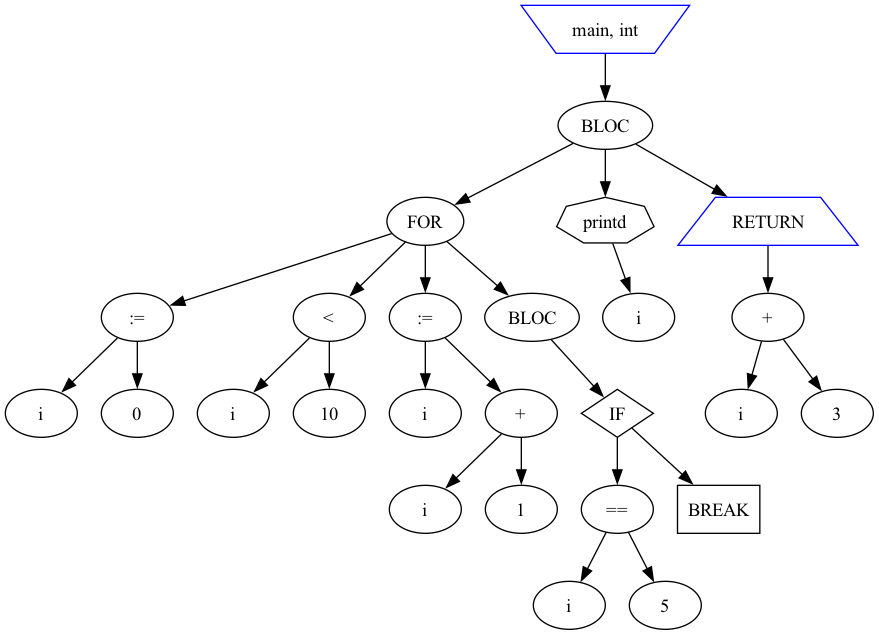 main, int
BLOC
FOR
printd
RETURN
:=
<
:=
BLOC
i
+
i
0
i
10
i
+
IF
i
3
i
1
==
BREAK
i
5